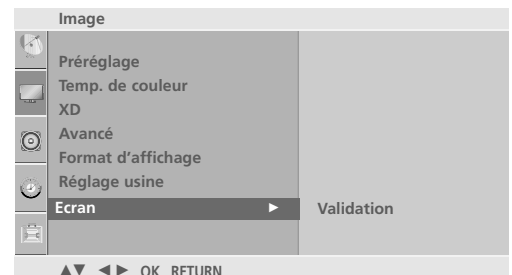 Image
Préréglage
Temp. de couleur
XD
Avancé
Format d’affichage
Réglage usine
Ecran ► Validation
▲▼ ◄► OK RETURN